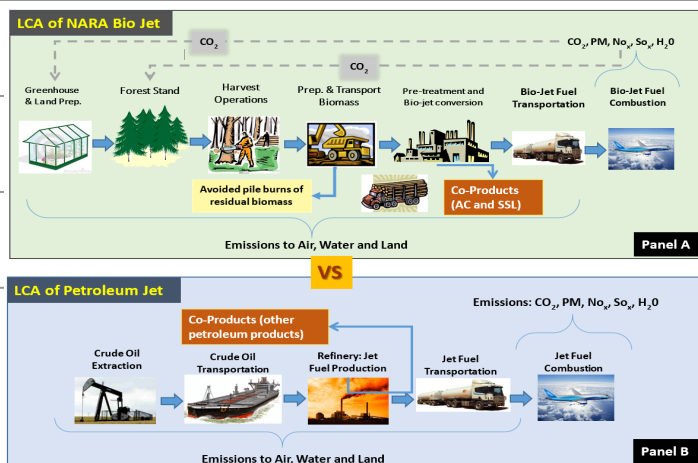 LCA of NARA Bio Jet
CO2
CO2, PM, Nox, Sox, H20
CO2
Greenhouse
& Land Prep.
Forest Stand
Harvest
Operations
Prep. & Transport
Biomass
Pre-treatment and
Bio-jet conversion
Bio-Jet Fuel
Transportation
Bio-Jet Fuel
Combustion
Avoided pile burns of
residual biomass
Co-Products
(AC and SSL)
Emissions to Air, Water and Land
Panel A
VS
LCA of Petroleum Jet
Emissions: CO2, PM, Nox, Sox, H20
Co-Products (other
petroleum products)
Crude Oil
Extraction
Crude Oil
Transportation
Refinery: Jet
Fuel Production
Jet Fuel
Transportation
Jet Fuel
Combustion
Emissions to Air, Water and Land
Panel B